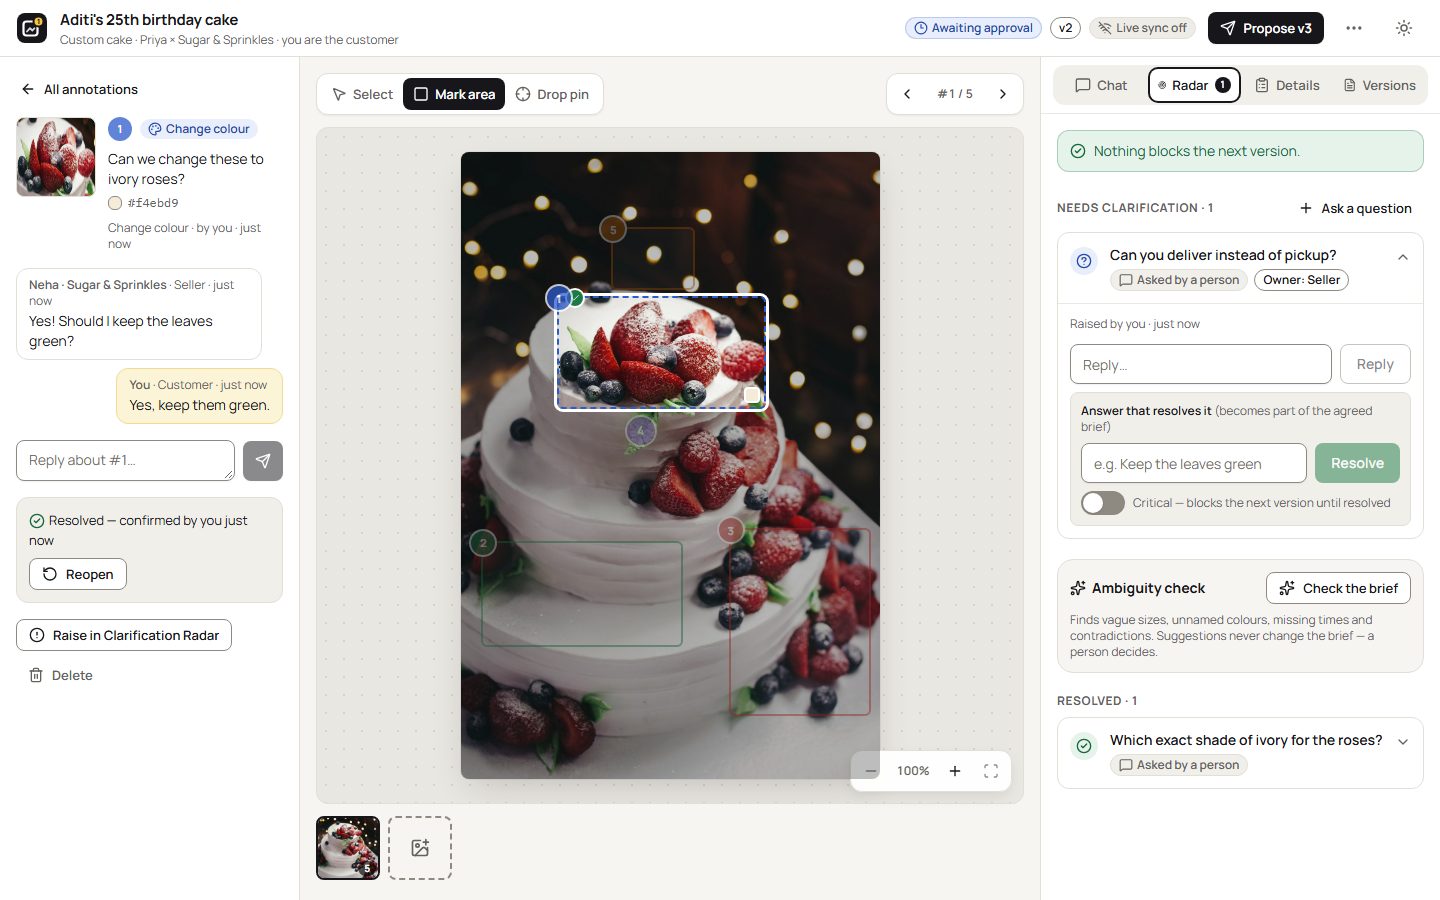 Aditi's 25th birthday cake
Custom cake · Priya × Sugar & Sprinkles · you are the customer
Awaiting approval
v2
Live sync off
Propose v3
All annotations
1
Change colour
Can we change these to
ivory roses?
#f4ebd9
Change colour · by you · just
now
Neha · Sugar & Sprinkles · Seller · just
now
Yes! Should I keep the leaves
green?
You · Customer · just now
Yes, keep them green.
Reply about #1...
Resolved — confirmed by you just
now
Reopen
Raise in Clarification Radar
Delete
Select
Mark area
Drop pin
#1 / 5
5
1
4
3
2
100%
5
Chat
Radar 1
Details
Versions
Nothing blocks the next version.
NEEDS CLARIFICATION · 1
Ask a question
Can you deliver instead of pickup?
Asked by a person
Owner: Seller
Raised by you · just now
Reply...
Reply
Answer that resolves it (becomes part of the agreed
brief)
e.g. Keep the leaves green
Resolve
Critical — blocks the next version until resolved
Ambiguity check
Check the brief
Finds vague sizes, unnamed colours, missing times and
contradictions. Suggestions never change the brief — a
person decides.
RESOLVED · 1
Which exact shade of ivory for the roses?
Asked by a person